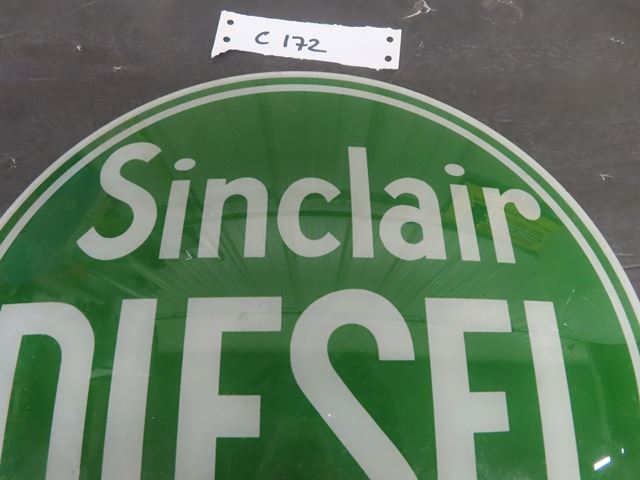 C 172
Sinclair
DIESEL